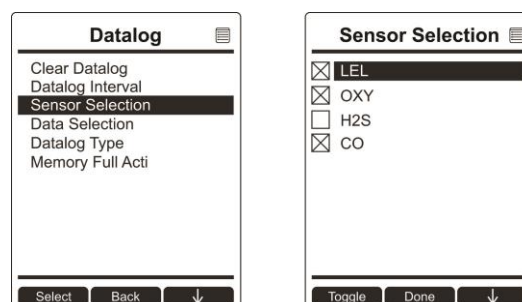 Datalog
Clear Datalog
Datalog Interval
Sensor Selection
Data Selection
Datalog Type
Memory Full Acti
Select Back ↓
Sensor Selection
LEL
OXY
H2S
CO
Toggle Done ↓